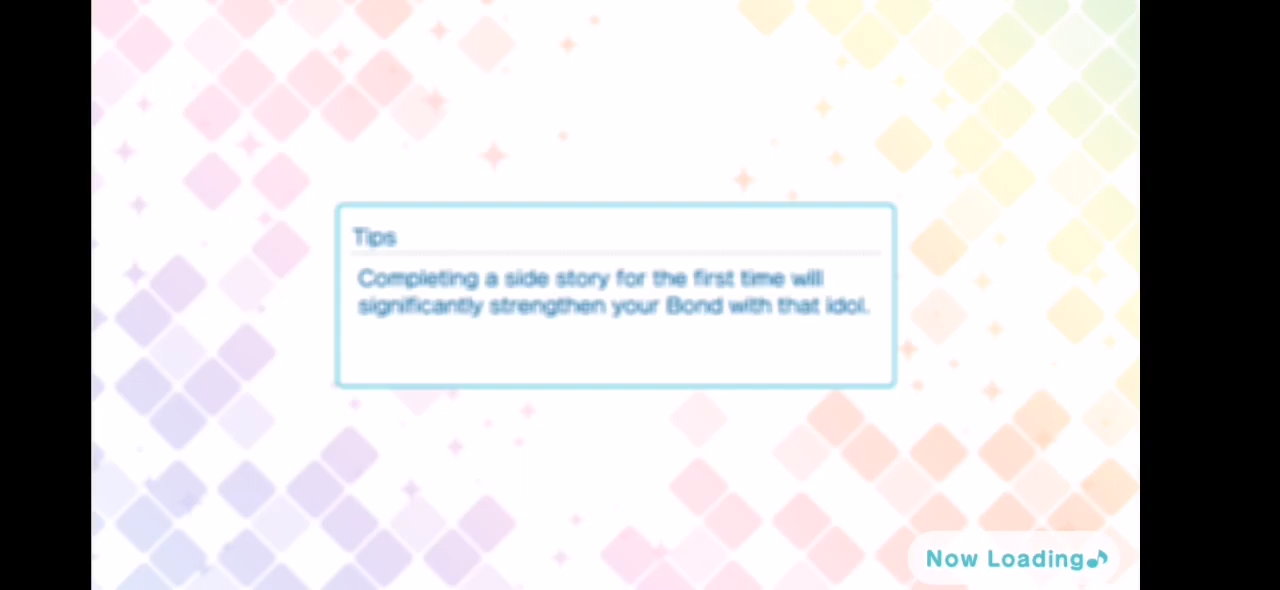 Tips
Completing a side story for the first time will
significantly strengthen your Bond with that idol.
Now Loading♪